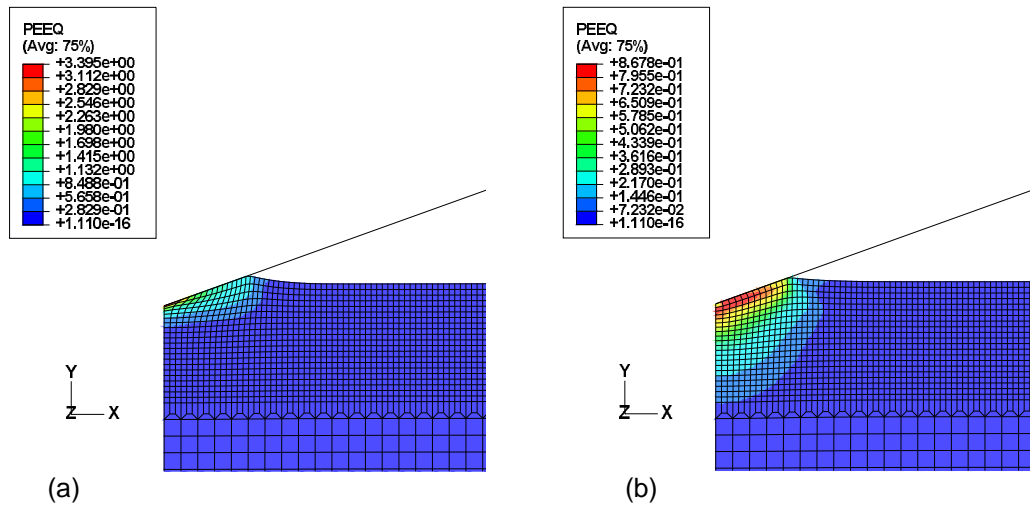 PEEQ
(Avg: 75%)
+3.395e+00
+3.112e+00
+2.829e+00
+2.546e+00
+2.263e+00
+1.980e+00
+1.698e+00
+1.415e+00
+1.132e+00
+8.488e-01
+5.658e-01
+2.829e-01
+1.110e-16
Y
Z X
(a)
PEEQ
(Avg: 75%)
+8.678e-01
+7.955e-01
+7.232e-01
+6.509e-01
+5.785e-01
+5.062e-01
+4.339e-01
+3.616e-01
+2.893e-01
+2.170e-01
+1.446e-01
+7.232e-02
+1.110e-16
Y
Z X
(b)